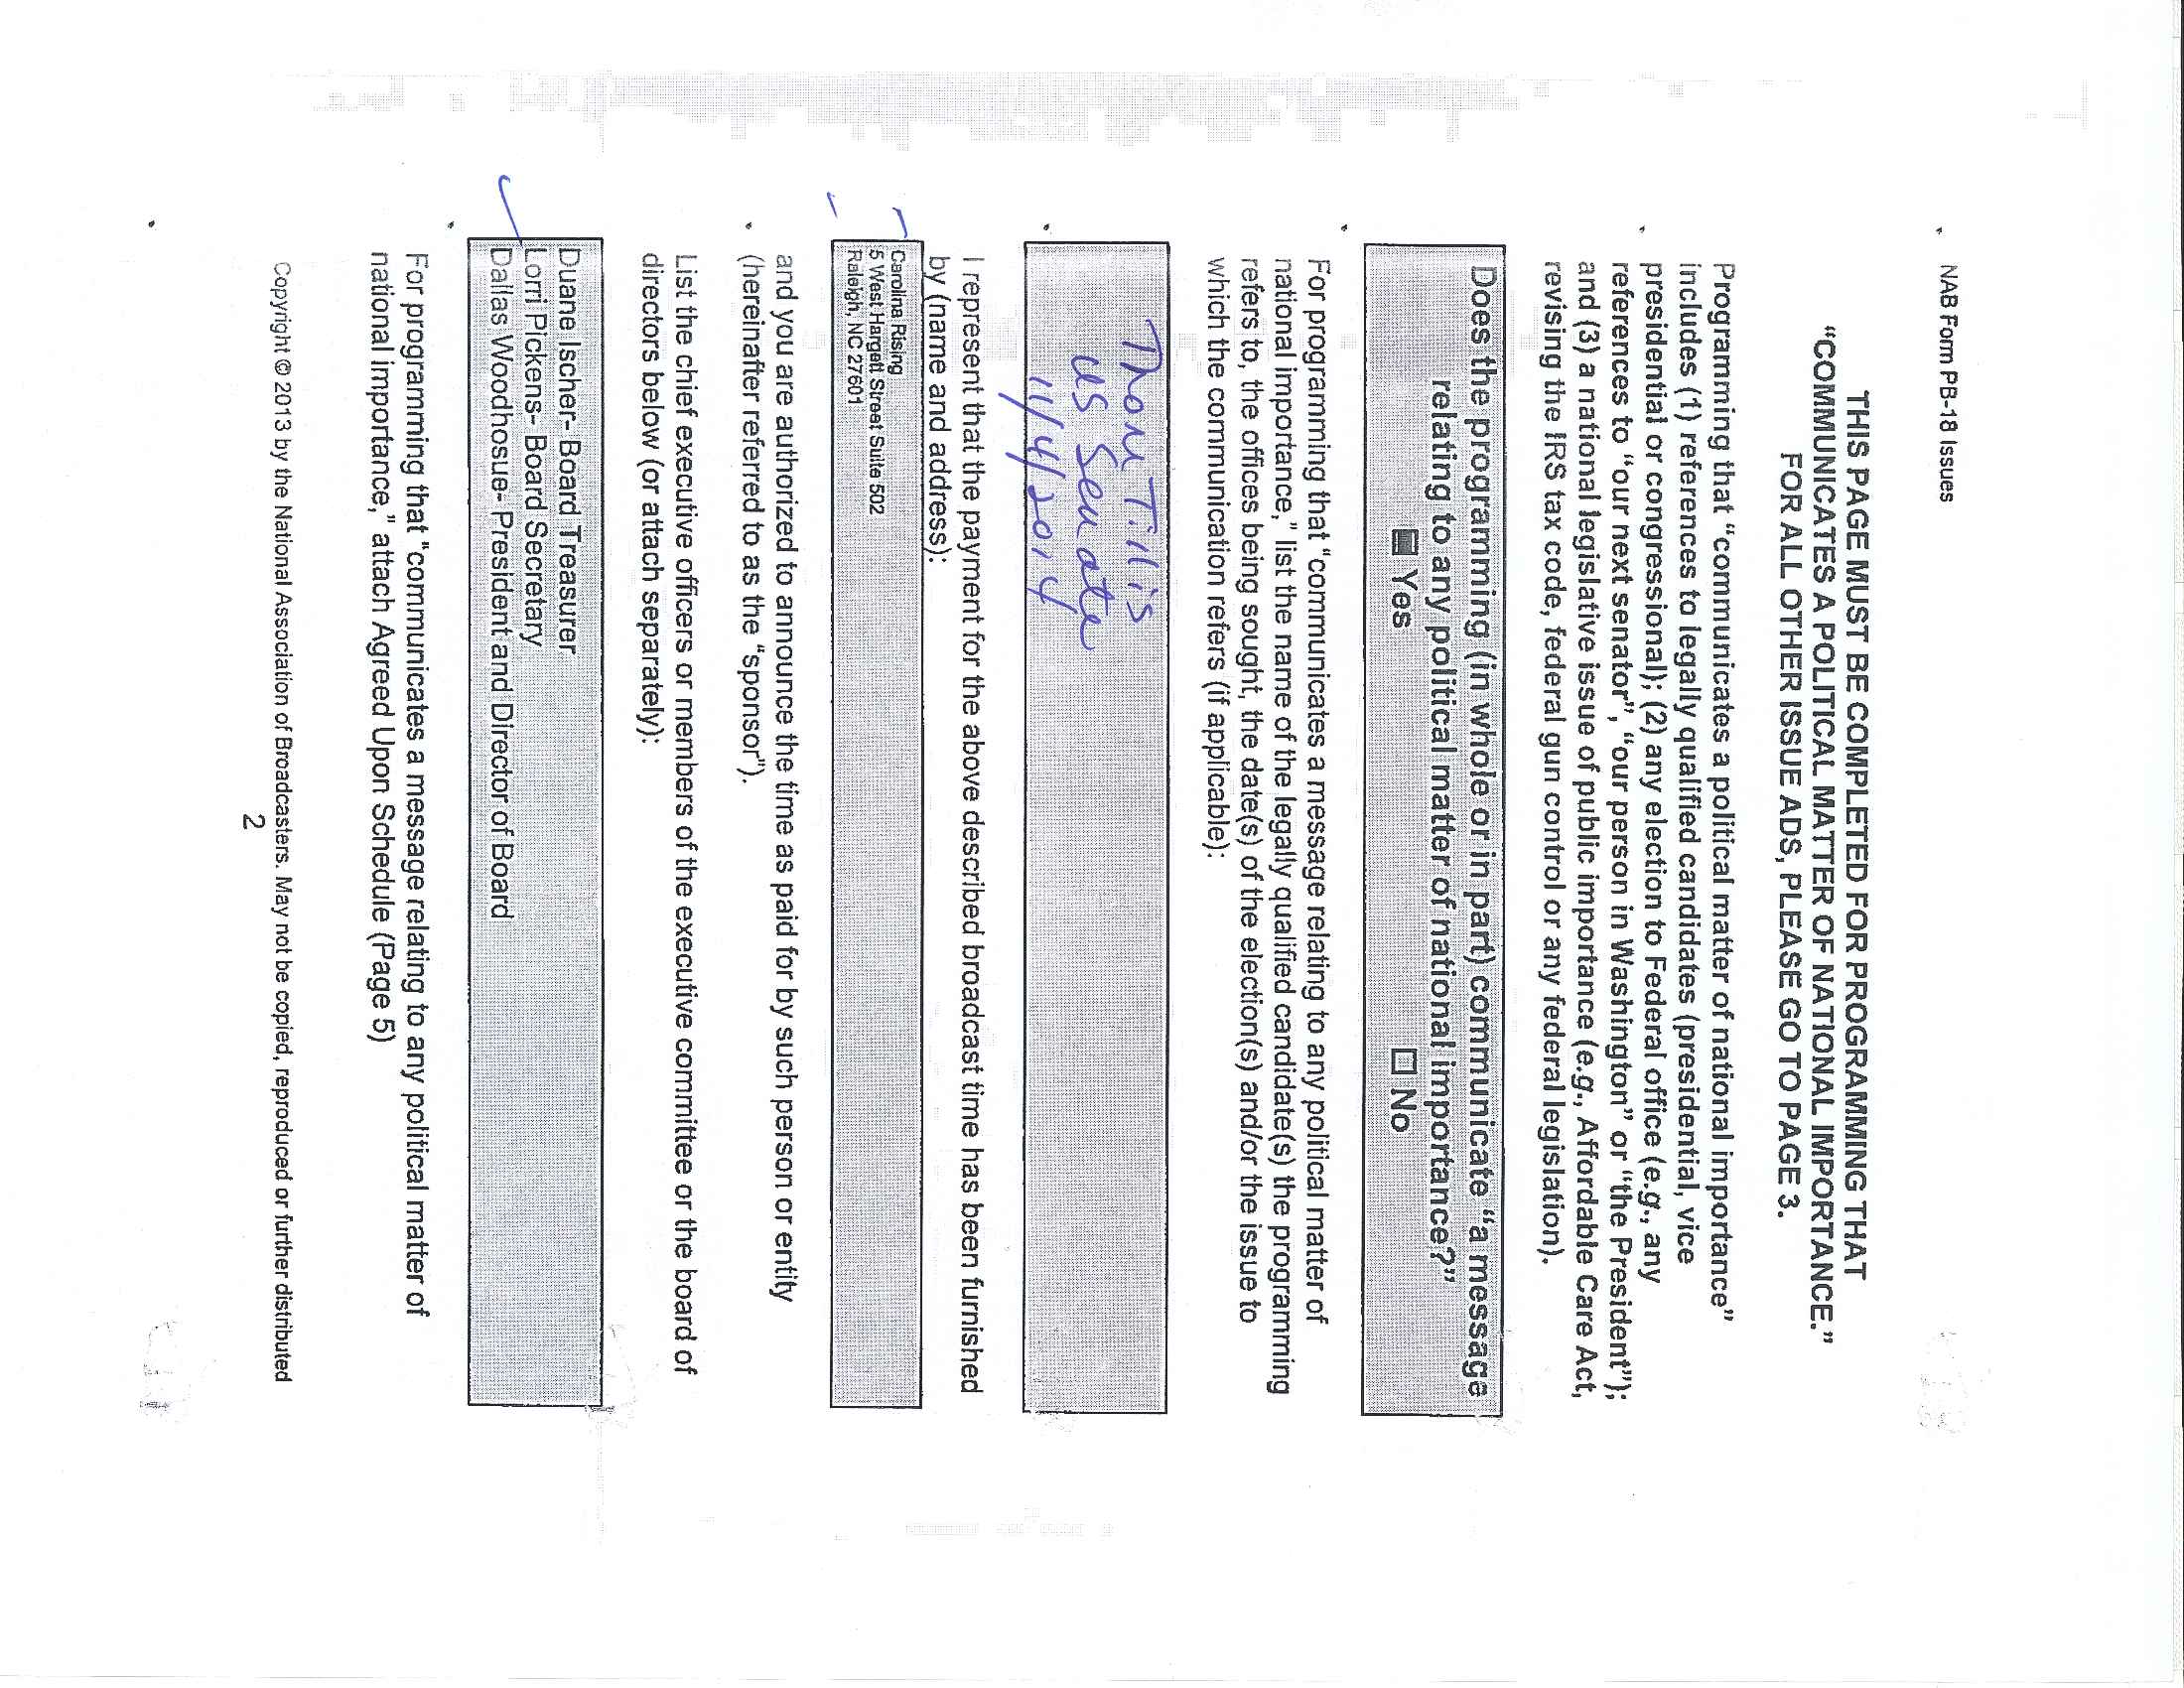 NAB Form PB-18 Issues
THIS PAGE MUST BE COMPLETED FOR PROGRAMMING THAT
“COMMUNICATES A POLITICAL MATTER OF NATIONAL IMPORTANCE.”
FOR ALL OTHER ISSUE ADS, PLEASE GO TO PAGE 3.
Programming that “communicates a political matter of national importance”
includes (1) references to legally qualified candidates (presidential, vice
presidential or congressional); (2) any election to Federal office (e.g., any
references to “our next senator”, “our person in Washington” or “the President”);
and (3) a national legislative issue of public importance (e.g., Affordable Care Act,
revising the IRS tax code, federal gun control or any federal legislation).
Does the programming (in whole or in part) communicate “a message
relating to any political matter of national importance?”
Yes No
For programming that “communicates a message relating to any political matter of
national importance,” list the name of the legally qualified candidate(s) the programming
refers to, the offices being sought, the date(s) of the election(s) and/or the issue to
which the communication refers (if applicable):
Thom Tillis
US Senate
11/4/2014
I represent that the payment for the above described broadcast time has been furnished
by (name and address):
Carolina Rising
5 West Hargett Street Suite 502
Raleigh, NC 27601
and you are authorized to announce the time as paid for by such person or entity
(hereinafter referred to as the “sponsor”).
List the chief executive officers or members of the executive committee or the board of
directors below (or attach separately):
Duane Ischer- Board Treasurer
Lorri Pickens- Board Secretary
Dallas Woodhosue- President and Director of Board
For programming that “communicates a message relating to any political matter of
national importance,” attach Agreed Upon Schedule (Page 5)
Copyright © 2013 by the National Association of Broadcasters. May not be copied, reproduced or further distributed
2